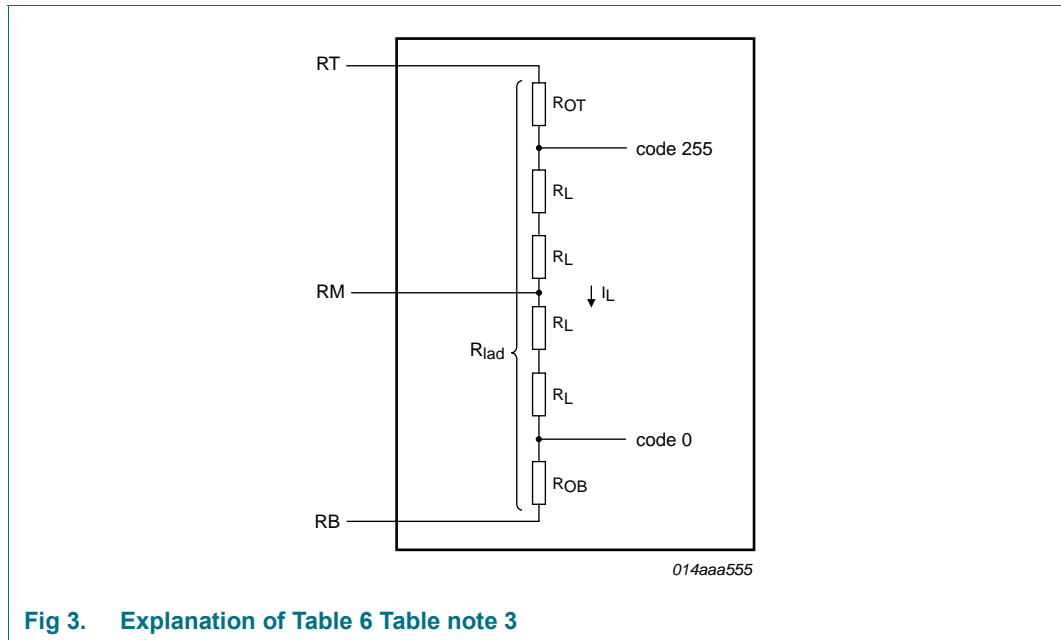 RT
ROT
code 255
RL
RL
RM
IL
RL
Rlad
RL
code 0
ROB
RB
014aaa555
Fig 3. Explanation of Table 6 Table note 3